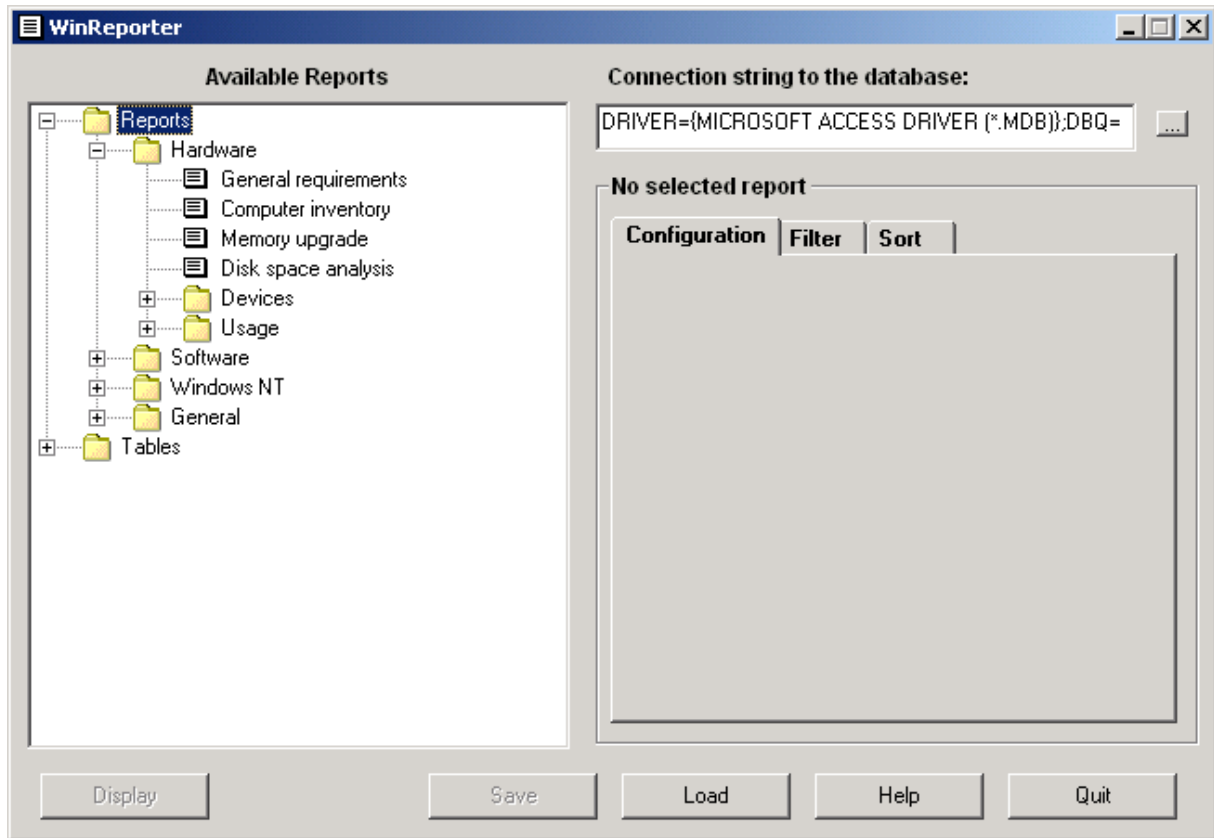 WinReporter
Available Reports
Reports
Hardware
General requirements
Computer inventory
Memory upgrade
Disk space analysis
Devices
Usage
Software
Windows NT
General
Tables
Connection string to the database:
DRIVER={MICROSOFT ACCESS DRIVER (*.MDB)};DBQ=
...
No selected report
Configuration Filter Sort
Display Save Load Help Quit